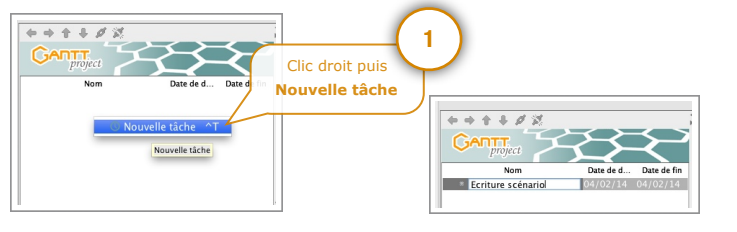 GANTT
project
Nom Date de d... Date de fin
Nouvelle tâche ^T
Nouvelle tâche
1
Clic droit puis
Nouvelle tâche
GANTT
project
Nom Date de d... Date de fin
Ecriture scénario 04/02/14 04/02/14